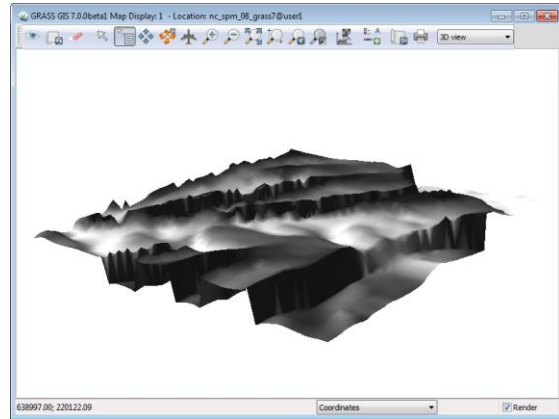 GRASS GIS 7.0.0beta1 Map Display: 1 - Location: nc_spm_08_grass7@user1
3D view
638997.00; 220122.09
Coordinates
Render